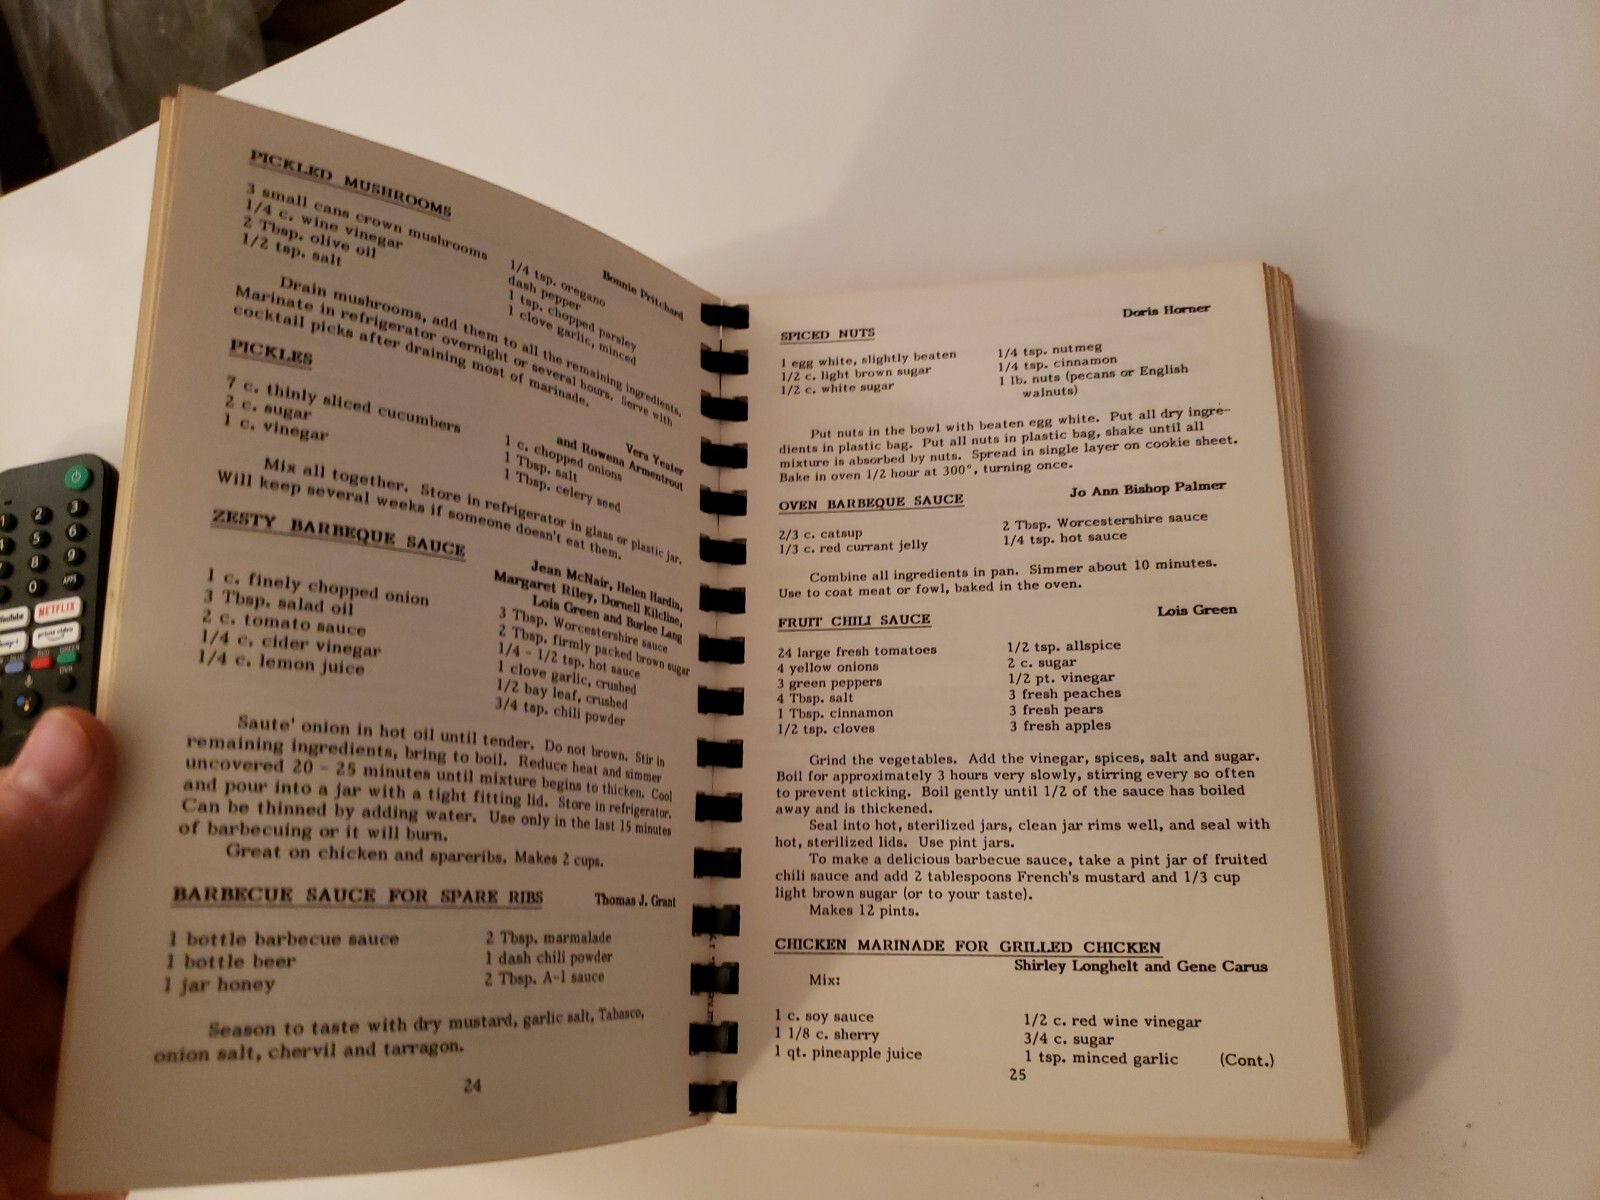 PICKLED MUSHROOMS
Bonnie Pritchard
3 small cans crown mushrooms
1/4 c. wine vinegar
2 Tbsp. olive oil
1/2 tsp. salt
1/4 tsp. oregano
dash pepper
1 tsp. chopped parsley
1 clove garlic, minced
Drain mushrooms, add them to all the remaining ingredients.
Marinate in refrigerator overnight or several hours. Serve with
cocktail picks after draining most of marinade.
PICKLES
Vera Yeater
and Rowena Armentrout
7 c. thinly sliced cucumbers
2 c. sugar
1 c. vinegar
1 c. chopped onions
1 Tbsp. salt
1 Tbsp. celery seed
Mix all together. Store in refrigerator in glass or plastic jar.
Will keep several weeks if someone doesn't eat them.
ZESTY BARBEQUE SAUCE
Jean McNair, Helen Hardin,
Margaret Riley, Dornell Kilcline,
Lois Green and Burlee Lang
1 c. finely chopped onion
3 Tbsp. salad oil
2 c. tomato sauce
1/4 c. cider vinegar
1/4 c. lemon juice
3 Tbsp. Worcestershire sauce
2 Tbsp. firmly packed brown sugar
1/4 - 1/2 tsp. hot sauce
1 clove garlic, crushed
1/2 bay leaf, crushed
3/4 tsp. chili powder
Saute' onion in hot oil until tender. Do not brown. Stir in
remaining ingredients, bring to boil. Reduce heat and simmer
uncovered 20 - 25 minutes until mixture begins to thicken. Cool
and pour into a jar with a tight fitting lid. Store in refrigerator.
Can be thinned by adding water. Use only in the last 15 minutes
of barbecuing or it will burn.
Great on chicken and spareribs. Makes 2 cups.
BARBECUE SAUCE FOR SPARE RIBS
Thomas J. Grant
1 bottle barbecue sauce
1 bottle beer
1 jar honey
2 Tbsp. marmalade
1 dash chili powder
2 Tbsp. A-1 sauce
Season to taste with dry mustard, garlic salt, Tabasco,
onion salt, chervil and tarragon.
24
Doris Horner
SPICED NUTS
1 egg white, slightly beaten
1/2 c. light brown sugar
1/2 c. white sugar
1/4 tsp. nutmeg
1/4 tsp. cinnamon
1 lb. nuts (pecans or English
walnuts)
Put nuts in the bowl with beaten egg white. Put all dry ingre-
dients in plastic bag. Put all nuts in plastic bag, shake until all
mixture is absorbed by nuts. Spread in single layer on cookie sheet.
Bake in oven 1/2 hour at 300°, turning once.
OVEN BARBEQUE SAUCE
Jo Ann Bishop Palmer
2/3 c. catsup
1/3 c. red currant jelly
2 Tbsp. Worcestershire sauce
1/4 tsp. hot sauce
Combine all ingredients in pan. Simmer about 10 minutes.
Use to coat meat or fowl, baked in the oven.
FRUIT CHILI SAUCE
Lois Green
24 large fresh tomatoes
4 yellow onions
3 green peppers
4 Tbsp. salt
1 Tbsp. cinnamon
1/2 tsp. cloves
1/2 tsp. allspice
2 c. sugar
1/2 pt. vinegar
3 fresh peaches
3 fresh pears
3 fresh apples
Grind the vegetables. Add the vinegar, spices, salt and sugar.
Boil for approximately 3 hours very slowly, stirring every so often
to prevent sticking. Boil gently until 1/2 of the sauce has boiled
away and is thickened.
Seal into hot, sterilized jars, clean jar rims well, and seal with
hot, sterilized lids. Use pint jars.
To make a delicious barbecue sauce, take a pint jar of fruited
chili sauce and add 2 tablespoons French's mustard and 1/3 cup
light brown sugar (or to your taste).
Makes 12 pints.
CHICKEN MARINADE FOR GRILLED CHICKEN
Shirley Longhelt and Gene Carus
Mix:
1 c. soy sauce
1 1/8 c. sherry
1 qt. pineapple juice
1/2 c. red wine vinegar
3/4 c. sugar
1 tsp. minced garlic (Cont.)
25
2 3
5 6
8 9
0 APPS
NETFLIX
prime video